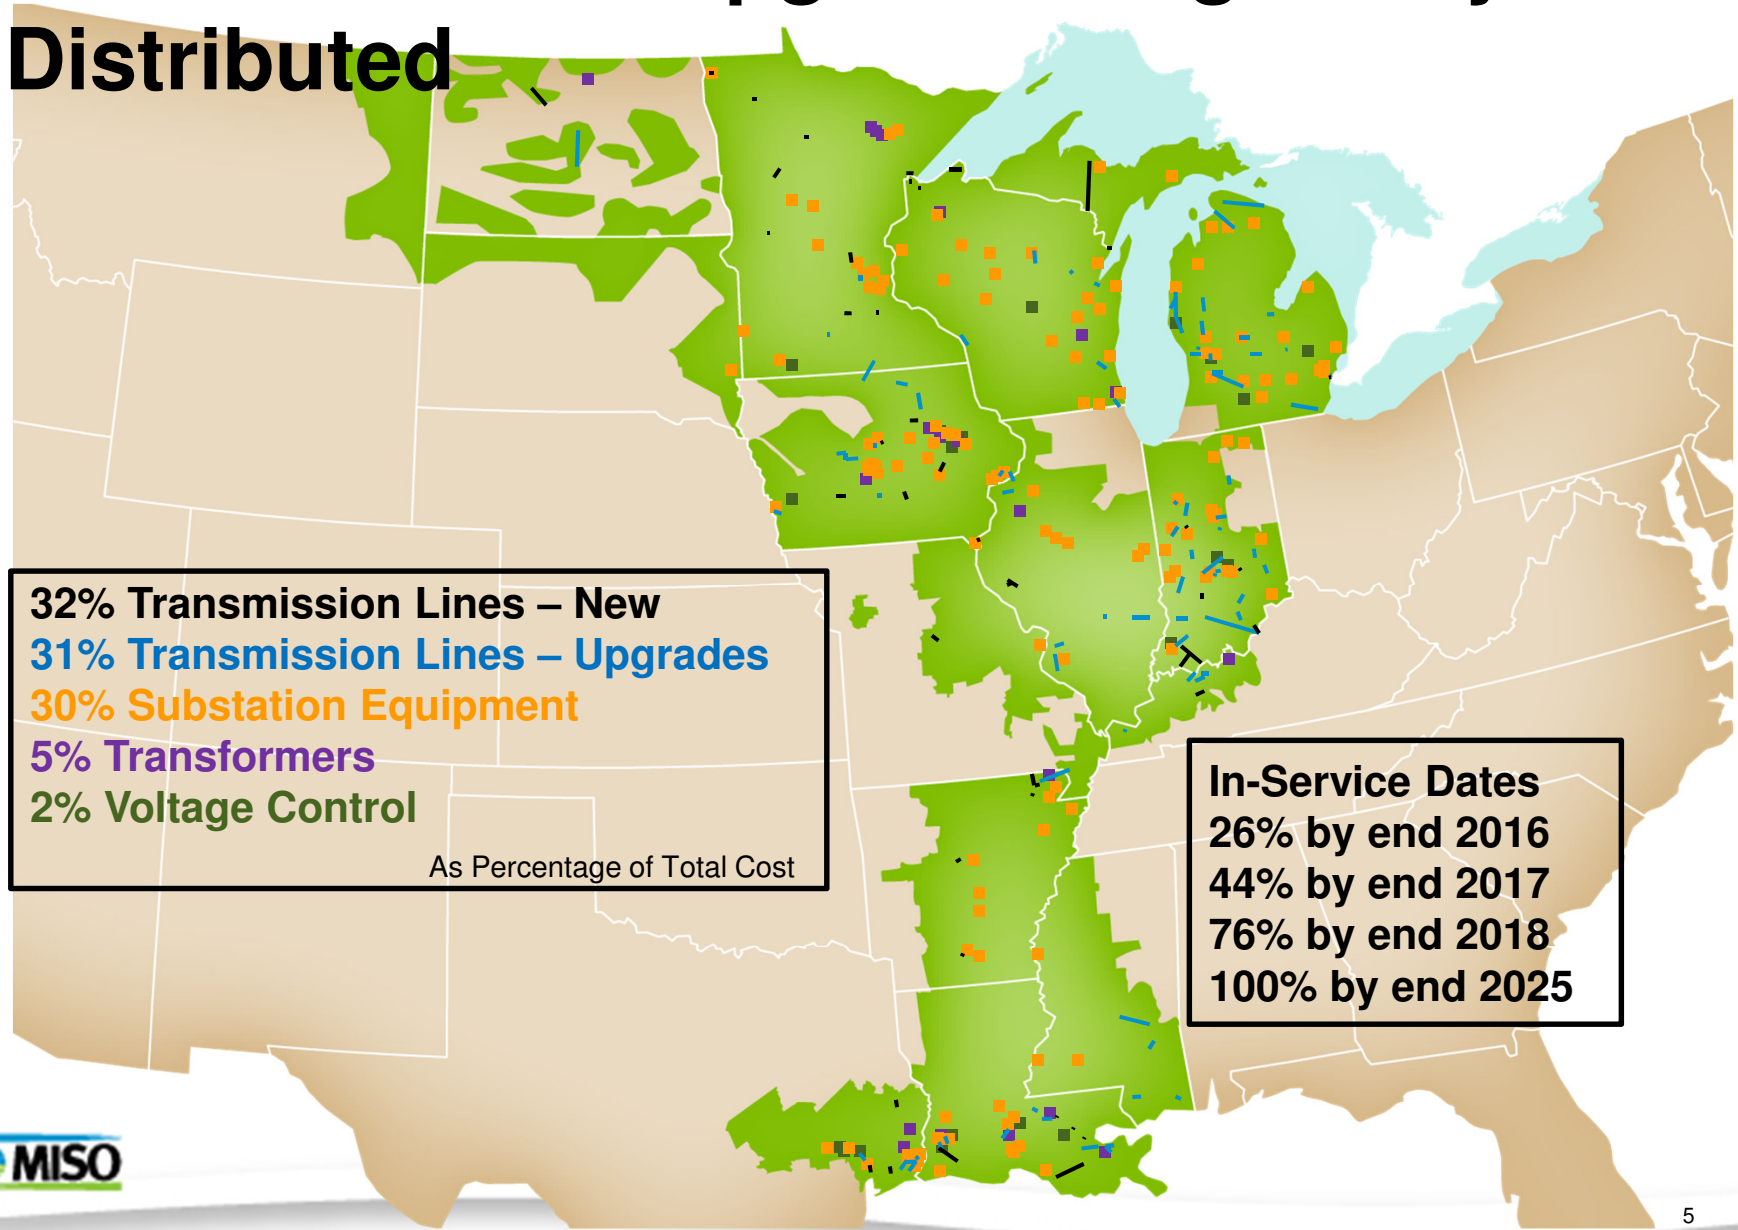 Distributed
32% Transmission Lines – New
31% Transmission Lines – Upgrades
30% Substation Equipment
5% Transformers
2% Voltage Control
As Percentage of Total Cost
In-Service Dates
26% by end 2016
44% by end 2017
76% by end 2018
100% by end 2025
MISO
5